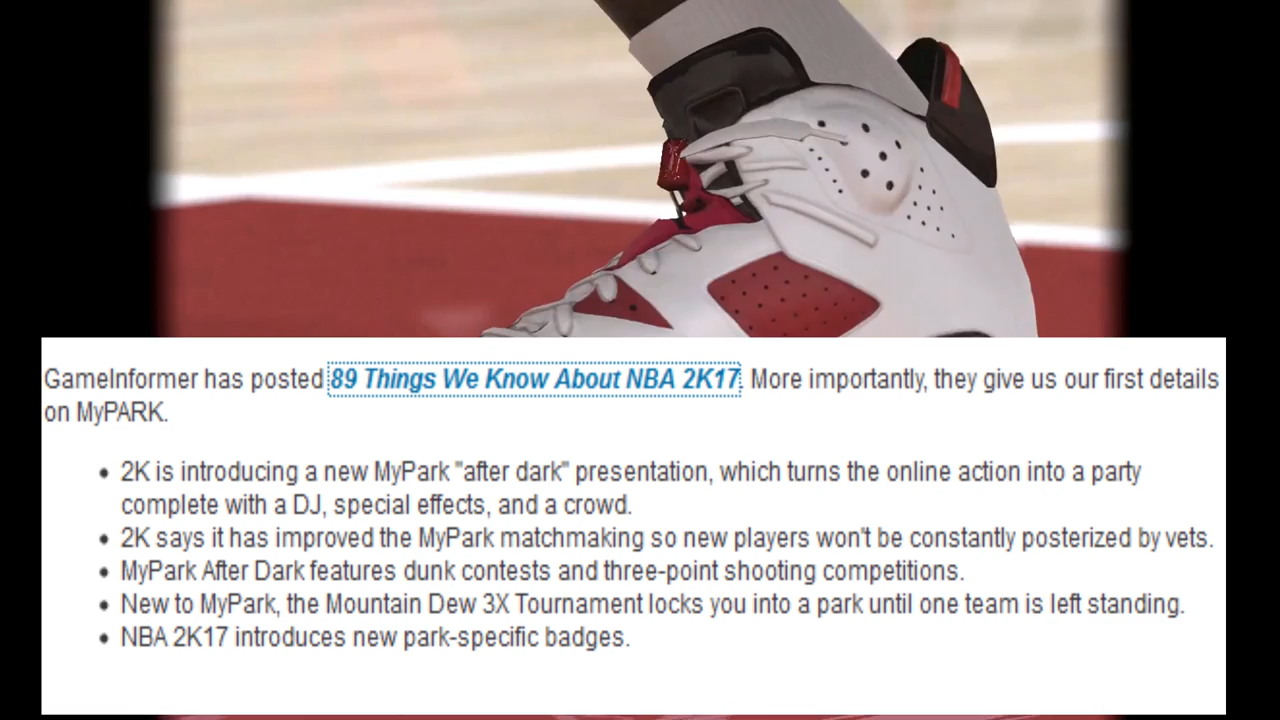 GameInformer has posted 89 Things We Know About NBA 2K17. More importantly, they give us our first details
on MyPARK.
• 2K is introducing a new MyPark "after dark" presentation, which turns the online action into a party
complete with a DJ, special effects, and a crowd.
• 2K says it has improved the MyPark matchmaking so new players won't be constantly posterized by vets.
• MyPark After Dark features dunk contests and three-point shooting competitions.
• New to MyPark, the Mountain Dew 3X Tournament locks you into a park until one team is left standing.
• NBA 2K17 introduces new park-specific badges.